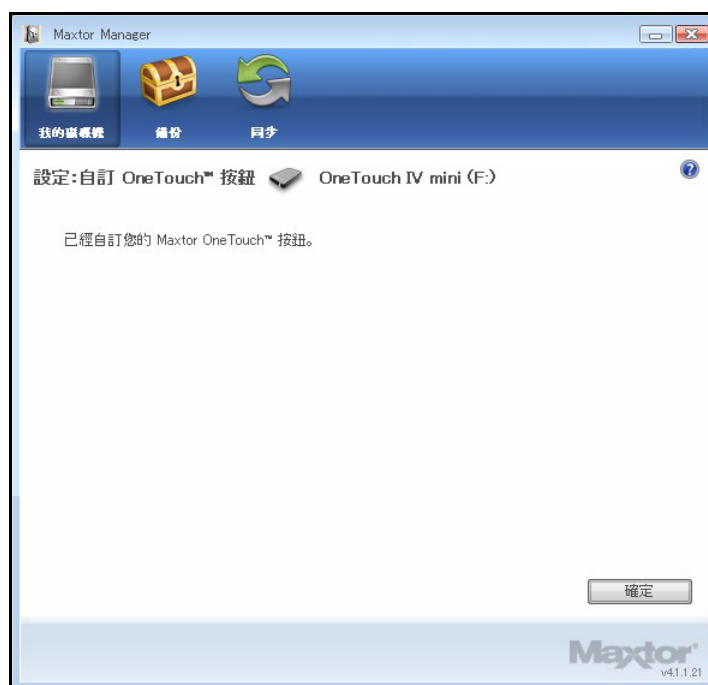 Maxtor Manager
我的磁碟機
備份
同步
設定:自訂 OneTouch™ 按鈕 OneTouch IV mini (F:)
已經自訂您的 Maxtor OneTouch™ 按鈕。
確定
Maxtor®
v4.1.1.21